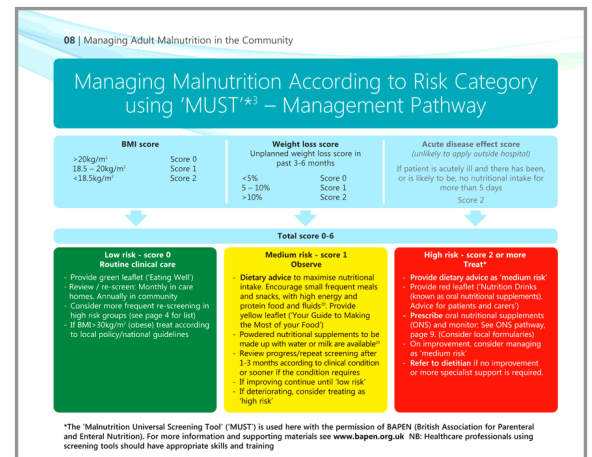 08 | Managing Adult Malnutrition in the Community
Managing Malnutrition According to Risk Category
using ‘MUST’*³ – Management Pathway
BMI score
>20kg/m² Score 0
18.5 – 20kg/m² Score 1
<18.5kg/m² Score 2
Weight loss score
Unplanned weight loss score in
past 3-6 months
<5% Score 0
5 – 10% Score 1
>10% Score 2
Acute disease effect score
(unlikely to apply outside hospital)
If patient is acutely ill and there has been,
or is likely to be, no nutritional intake for
more than 5 days
Score 2
Total score 0-6
Low risk - score 0
Routine clinical care
- Provide green leaflet (‘Eating Well’)
- Review / re-screen: Monthly in care
homes. Annually in community
- Consider more frequent re-screening in
high risk groups (see page 4 for list)
- If BMI>30kg/m² (obese) treat according
to local policy/national guidelines
Medium risk - score 1
Observe
- Dietary advice to maximise nutritional
intake. Encourage small frequent meals
and snacks, with high energy and
protein food and fluids. Provide
yellow leaflet (‘Your Guide to Making
the Most of your Food’)
- Powdered nutritional supplements to be
made up with water or milk are available
- Review progress/repeat screening after
1-3 months according to clinical condition
or sooner if the condition requires
- If improving continue until ‘low risk’
- If deteriorating, consider treating as
‘high risk’
High risk - score 2 or more
Treat*
- Provide dietary advice as ‘medium risk’
- Provide red leaflet (‘Nutrition Drinks
(known as oral nutritional supplements).
Advice for patients and carers’)
- Prescribe oral nutritional supplements
(ONS) and monitor: See ONS pathway,
page 9. (Consider local formularies)
- On improvement, consider managing
as ‘medium risk’
- Refer to dietitian if no improvement
or more specialist support is required.
*The ‘Malnutrition Universal Screening Tool’ (‘MUST’) is used here with the permission of BAPEN (British Association for Parenteral
and Enteral Nutrition). For more information and supporting materials see www.bapen.org.uk NB: Healthcare professionals using
screening tools should have appropriate skills and training